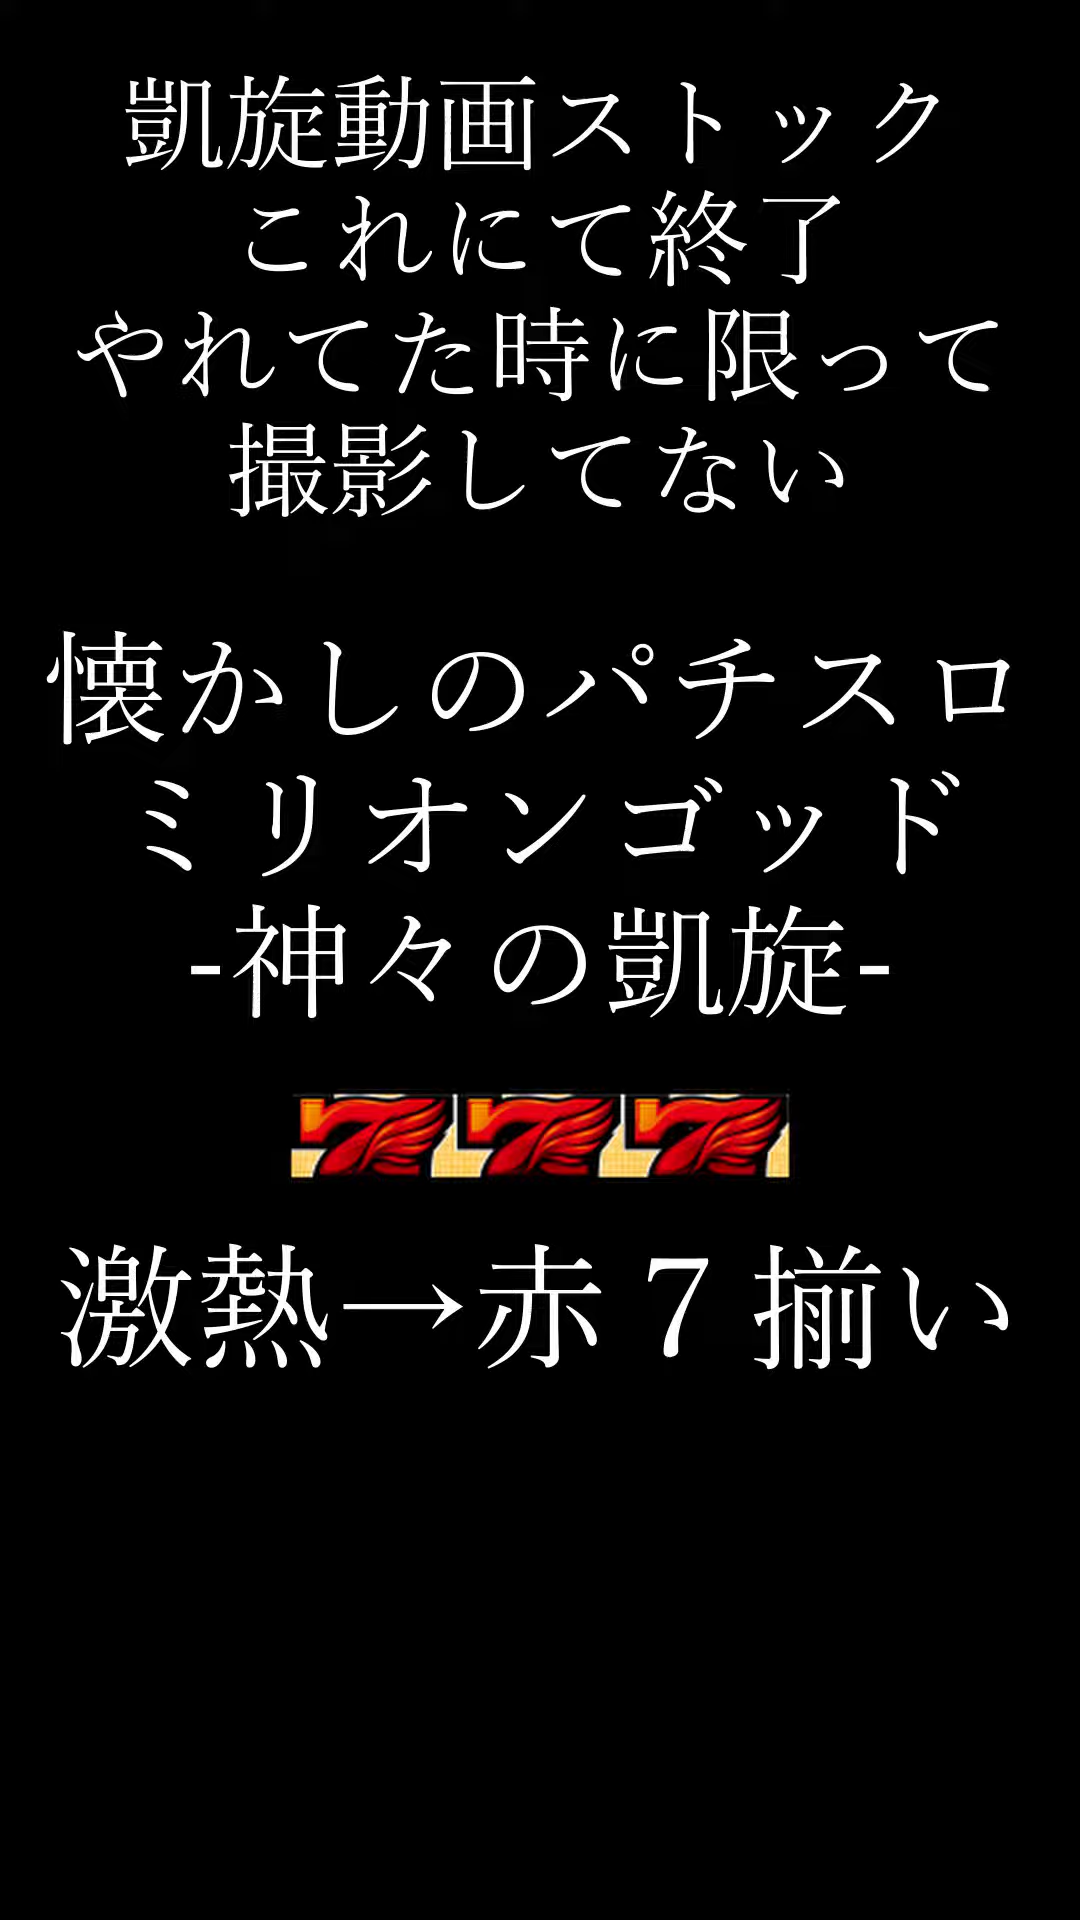 凱旋動画ストック
これにて終了
やれてた時に限って
撮影してない
懐かしのパチスロ
ミリオンゴッド
-神々の凱旋-
777
激熱→赤７揃い